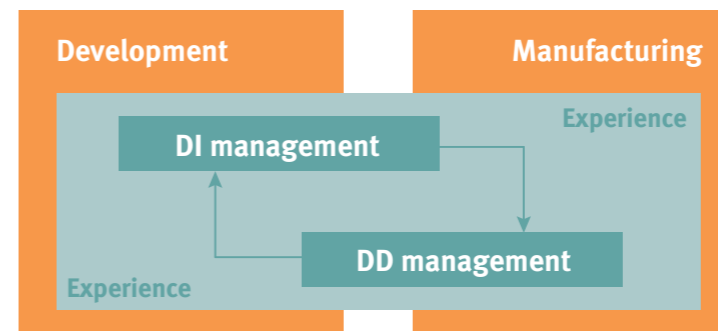 Development
Manufacturing
Experience
DI management
DD management
Experience